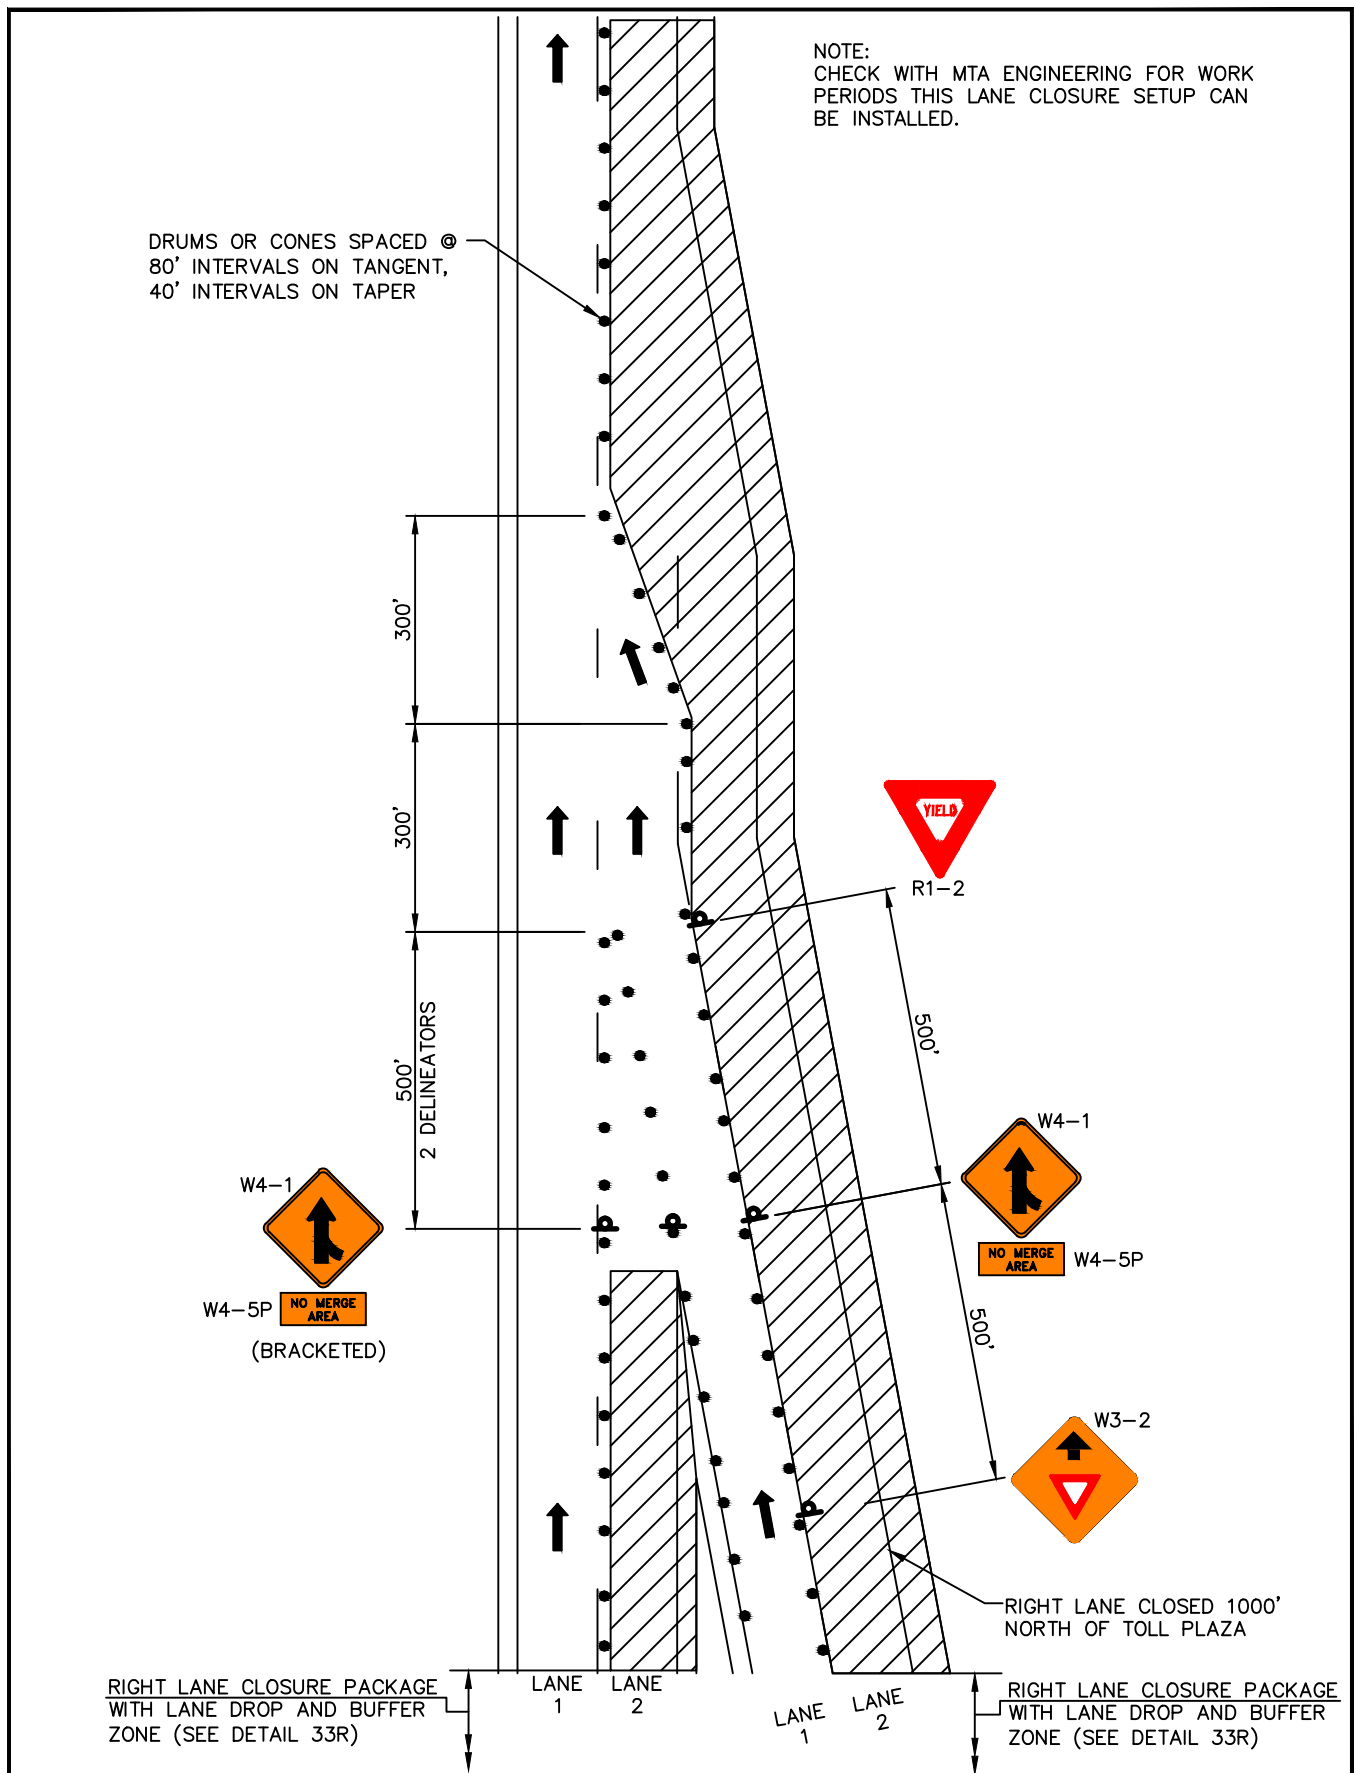 NOTE:
CHECK WITH MTA ENGINEERING FOR WORK
PERIODS THIS LANE CLOSURE SETUP CAN
BE INSTALLED.
DRUMS OR CONES SPACED @
80' INTERVALS ON TANGENT,
40' INTERVALS ON TAPER
300'
300'
YIELD
R1-2
500'
500'
2 DELINEATORS
W4-1
W4-1
NO MERGE
AREA
W4-5P
W4-5P
NO MERGE
AREA
(BRACKETED)
500'
W3-2
RIGHT LANE CLOSED 1000'
NORTH OF TOLL PLAZA
RIGHT LANE CLOSURE PACKAGE
WITH LANE DROP AND BUFFER
ZONE (SEE DETAIL 33R)
LANE
1
LANE
2
LANE
1
LANE
2
RIGHT LANE CLOSURE PACKAGE
WITH LANE DROP AND BUFFER
ZONE (SEE DETAIL 33R)